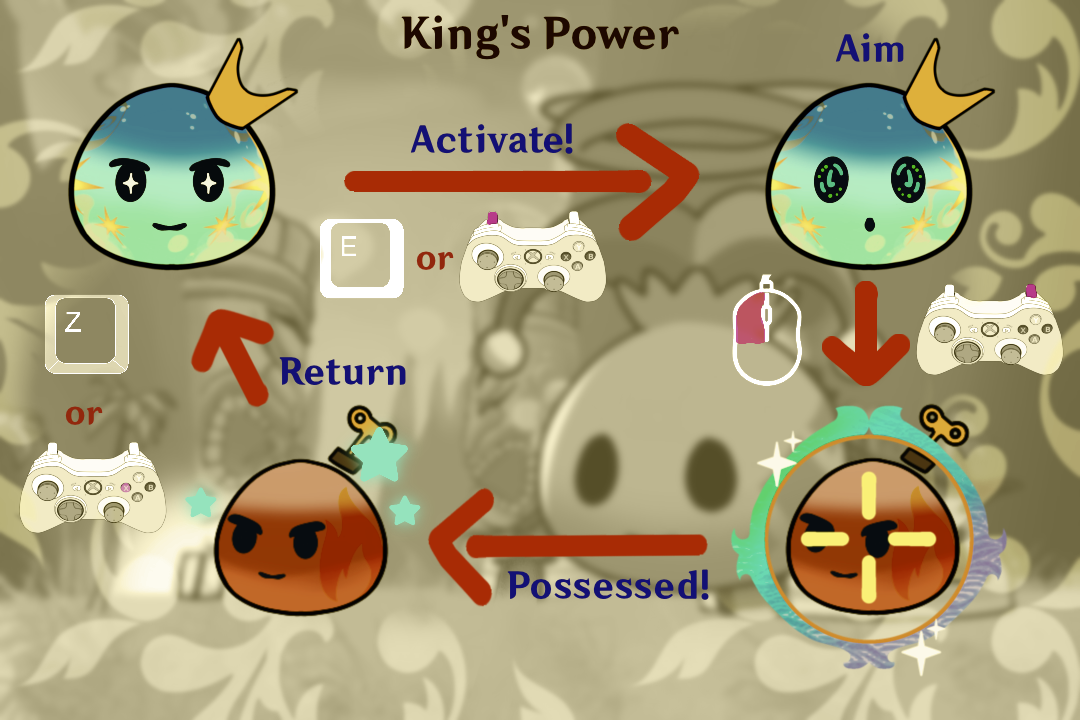 King's Power
Aim
Activate!
E
or
X
B
Z
Return
X
B
or
X
B
Possessed!